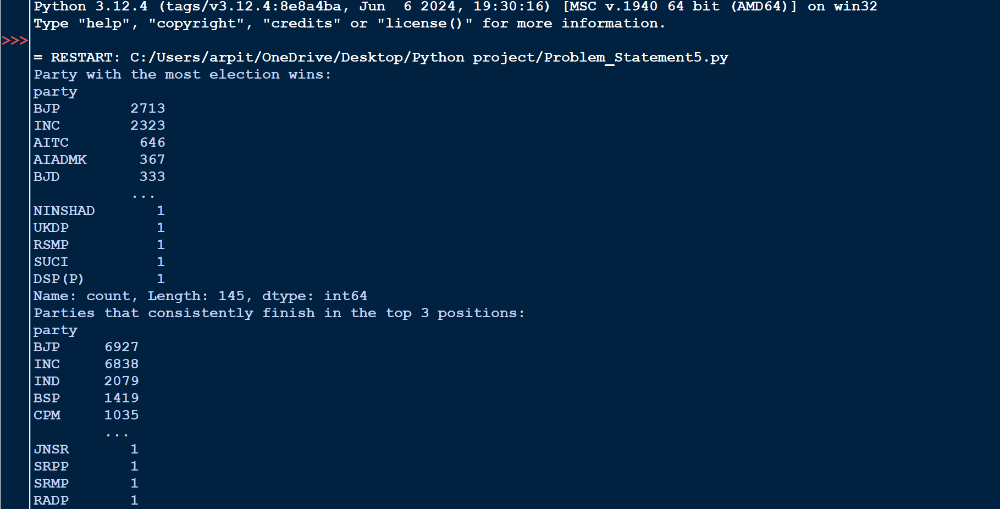 Python 3.12.4 (tags/v3.12.4:8e8a4ba, Jun  6 2024, 19:30:16) [MSC v.1940 64 bit (AMD64)] on win32
Type "help", "copyright", "credits" or "license()" for more information.
>>>
= RESTART: C:/Users/arpit/OneDrive/Desktop/Python project/Problem_Statement5.py
Party with the most election wins:
party
BJP        2713
INC        2323
AITC        646
AIADMK      367
BJD         333
           ...
NINSHAD       1
UKDP          1
RSMP          1
SUCI          1
DSP(P)        1
Name: count, Length: 145, dtype: int64
Parties that consistently finish in the top 3 positions:
party
BJP     6927
INC     6838
IND     2079
BSP     1419
CPM     1035
        ...
JNSR       1
SRPP       1
SRMP       1
RADP       1